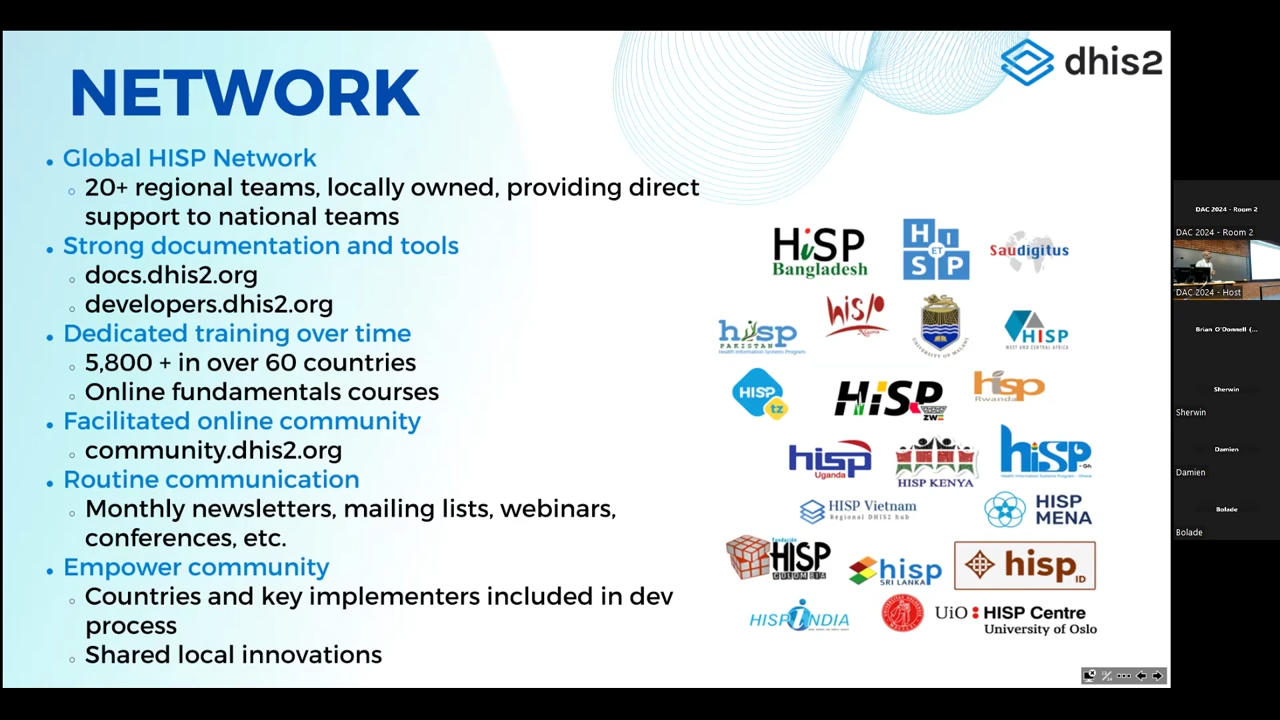 NETWORK
dhis2
Global HISP Network
20+ regional teams, locally owned, providing direct
support to national teams
Strong documentation and tools
docs.dhis2.org
developers.dhis2.org
Dedicated training over time
5,800 + in over 60 countries
Online fundamentals courses
Facilitated online community
community.dhis2.org
Routine communication
Monthly newsletters, mailing lists, webinars,
conferences, etc.
Empower community
Countries and key implementers included in dev
process
Shared local innovations
HiSP
Bangladesh
HI
ET
SP
Saudigitus
hisp
PAKISTAN
Health Information Systems Program
hisp
UNIVERSITY OF MALAWI
HISP
WEST AND CENTRAL AFRICA
HISP
tz
HiSP
ZWE
hisp
Rwanda
hisp
Uganda
HISP KENYA
hiSP
- Gh
Health Information Systems Program - Ghana
HISP Vietnam
Regional DHIS2 hub
HISP
MENA
Fundación
HISP
COLOMBIA
hisp
SRI LANKA
hisp ID
HISP INDIA
UiO HISP Centre
University of Oslo
DAC 2024 - Room 2
DAC 2024 - Room 2
DAC 2024 - Host
Brian O'Donnell (...
Sherwin
Sherwin
Damien
Damien
Bolade
Bolade